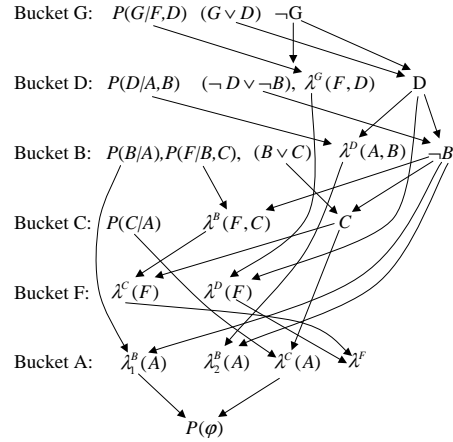 Bucket G: P(G/F,D) (G ∨ D) ¬G
Bucket D: P(D/A,B) (¬D ∨ ¬B), λ^G(F,D) D
Bucket B: P(B/A),P(F/B,C), (B ∨ C) λ^D(A,B) ¬B
Bucket C: P(C/A) λ^B(F,C) C
Bucket F: λ^C(F) λ^D(F)
Bucket A: λ_1^B(A) λ_2^B(A) λ^C(A) λ^F
P(φ)